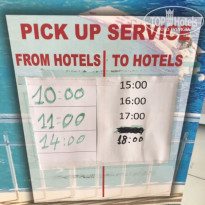 PICK UP SERVICE
FROM HOTELS TO HOTELS
10:00 15:00
11:00 16:00
14:00 17:00
18:00